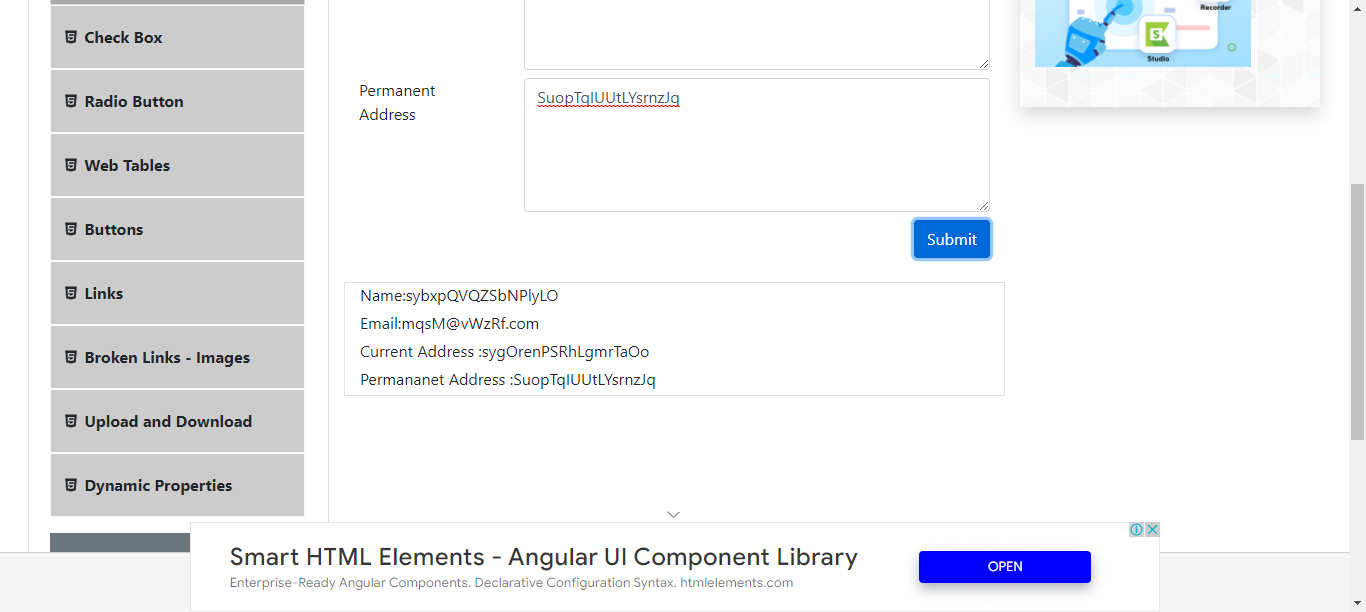 Check Box
Radio Button
Web Tables
Buttons
Links
Broken Links - Images
Upload and Download
Dynamic Properties
Permanent
Address
SuopTqIUUtLYsrnzJq
Submit
Name:sybxpQVQZSbNPlyLO
Email:mqsM@vWzRf.com
Current Address :sygOrenPSRhLgmrTaOo
Permananet Address :SuopTqIUUtLYsrnzJq
Recorder
S
Studio
Smart HTML Elements - Angular UI Component Library
Enterprise-Ready Angular Components. Declarative Configuration Syntax. htmlelements.com
OPEN